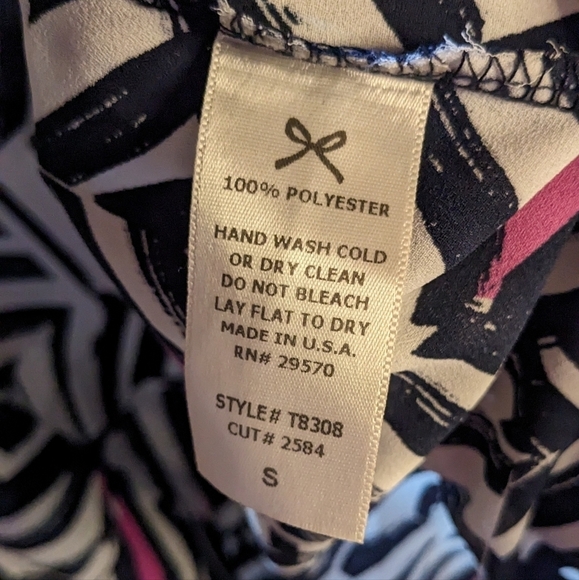 100% POLYESTER
HAND WASH COLD
OR DRY CLEAN
DO NOT BLEACH
LAY FLAT TO DRY
MADE IN U.S.A.
RN# 29570
STYLE# T8308
CUT# 2584
S